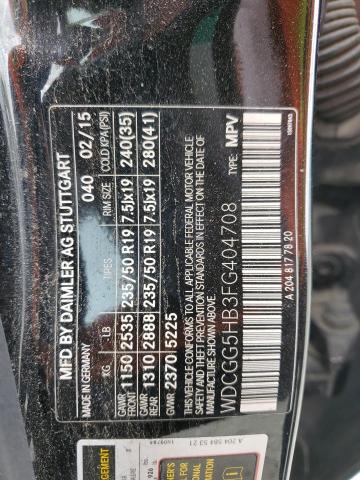 MFD BY DAIMLER AG STUTTGART
MADE IN GERMANY 040 02/15
KG LB TIRES RIM SIZE COLD KPA(PSI)
GAWR FRONT 1150 2535 235/50 R19 7.5Jx19 240(35)
GAWR REAR 1310 2888 235/50 R19 7.5Jx19 280(41)
GVWR 2370 5225
THIS VEHICLE CONFORMS TO ALL APPLICABLE FEDERAL MOTOR VEHICLE
SAFETY, BUMPER, AND THEFT PREVENTION STANDARDS IN EFFECT ON THE DATE OF
MANUFACTURE SHOWN ABOVE.
TYPE: MPV
WDCGG5HB3FG404708
A 204 817 78 20
A 204 584 53 21